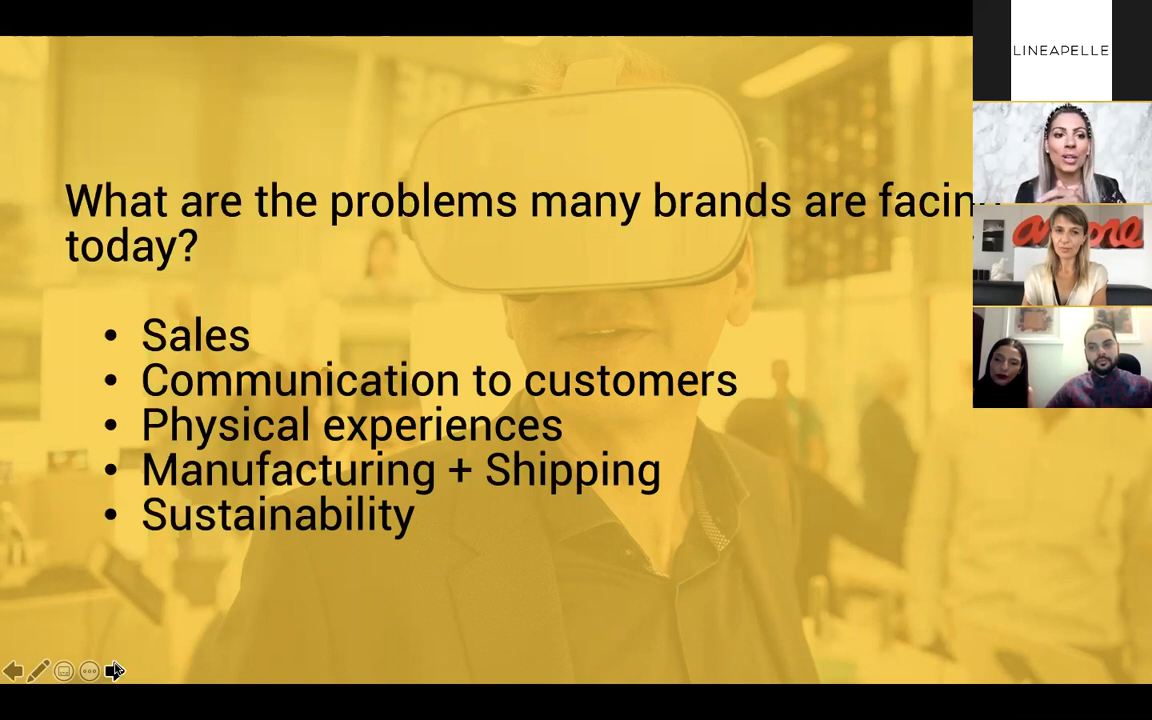 What are the problems many brands are facin
today?
• Sales
• Communication to customers
• Physical experiences
• Manufacturing + Shipping
• Sustainability
LINEAPELLE
amore